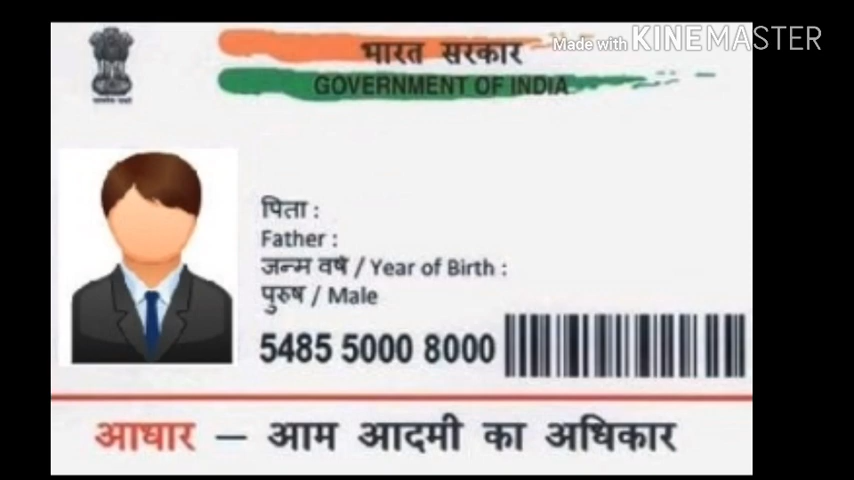 Made with KINEMASTER
भारत सरकार
GOVERNMENT OF INDIA
पिता :
Father :
जन्म वर्ष / Year of Birth :
पुरुष / Male
5485 5000 8000
आधार – आम आदमी का अधिकार